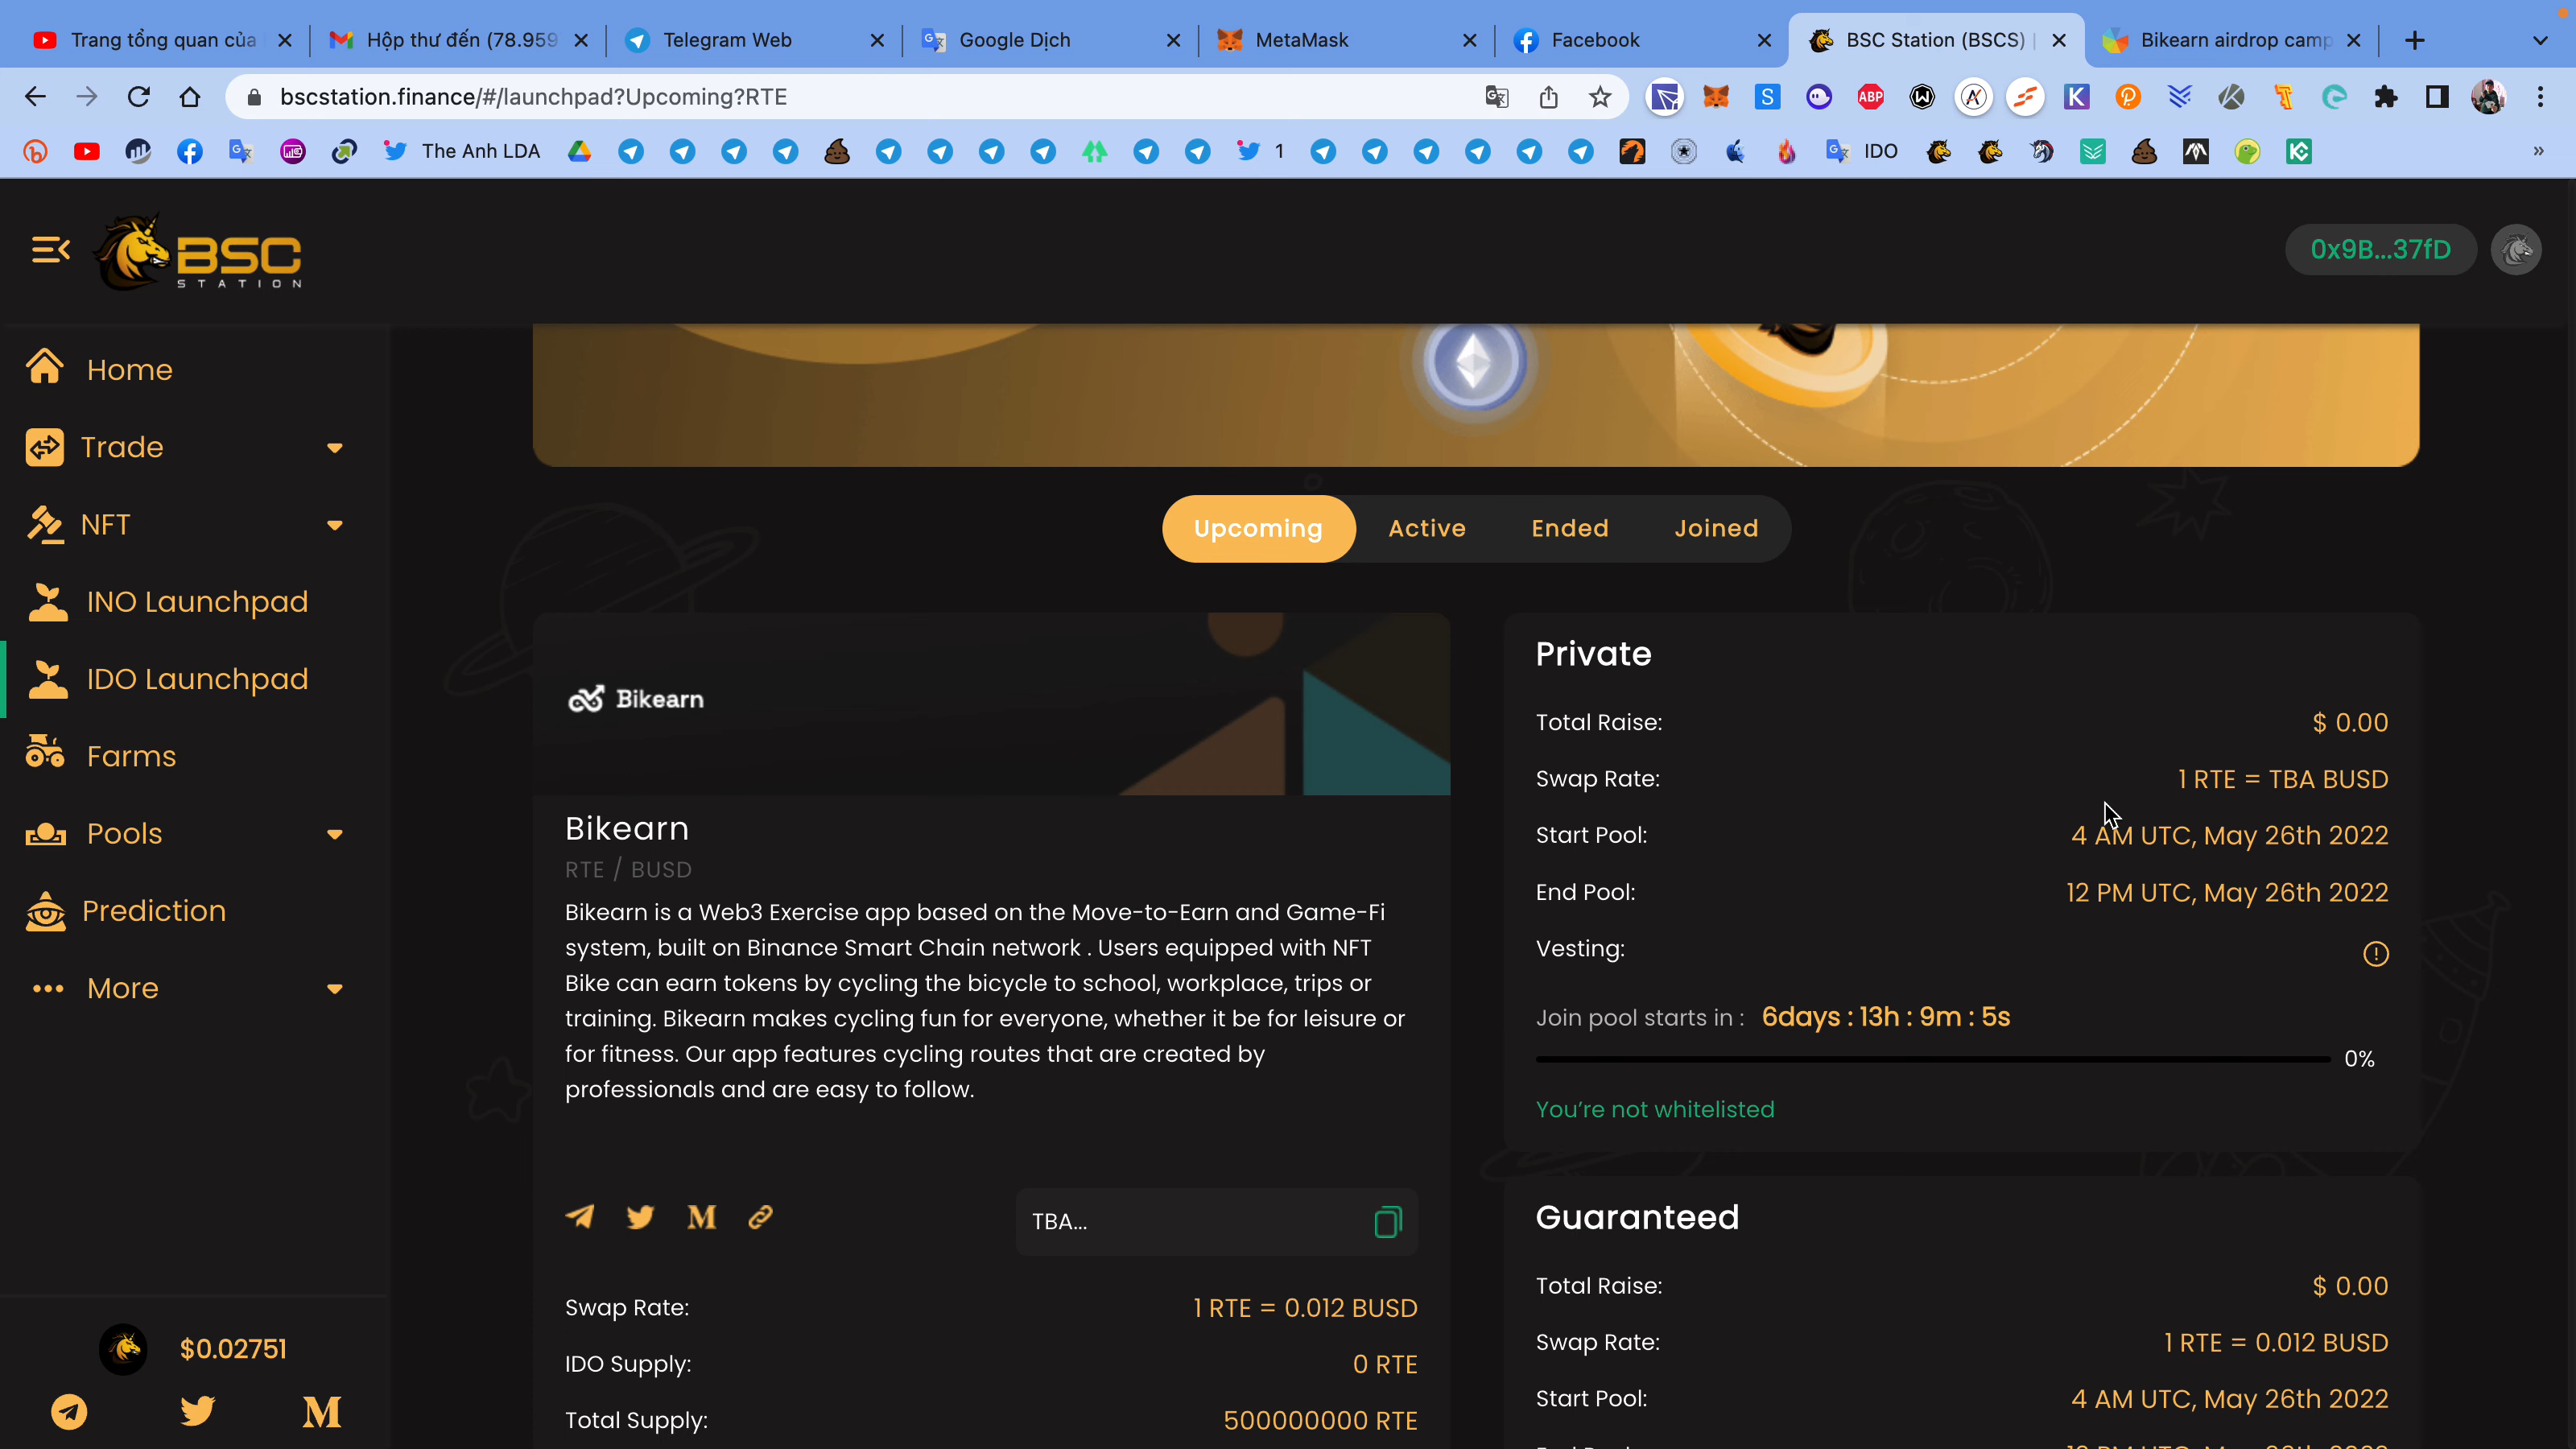 Trang tổng quan của
Hộp thư đến (78.959
Telegram Web
Google Dịch
MetaMask
Facebook
BSC Station (BSCS) |
Bikearn airdrop camp
bscstation.finance/#/launchpad?Upcoming?RTE
The Anh LDA
1
IDO
BSC
STATION
0x9B...37fD
Home
Trade
NFT
INO Launchpad
IDO Launchpad
Farms
Pools
Prediction
More
$0.02751
Upcoming
Active
Ended
Joined
Bikearn
Bikearn
RTE / BUSD
Bikearn is a Web3 Exercise app based on the Move-to-Earn and Game-Fi
system, built on Binance Smart Chain network . Users equipped with NFT
Bike can earn tokens by cycling the bicycle to school, workplace, trips or
training. Bikearn makes cycling fun for everyone, whether it be for leisure or
for fitness. Our app features cycling routes that are created by
professionals and are easy to follow.
TBA...
Swap Rate: 1 RTE = 0.012 BUSD
IDO Supply: 0 RTE
Total Supply: 500000000 RTE
Private
Total Raise: $ 0.00
Swap Rate: 1 RTE = TBA BUSD
Start Pool: 4 AM UTC, May 26th 2022
End Pool: 12 PM UTC, May 26th 2022
Vesting:
Join pool starts in : 6days : 13h : 9m : 5s
0%
You're not whitelisted
Guaranteed
Total Raise: $ 0.00
Swap Rate: 1 RTE = 0.012 BUSD
Start Pool: 4 AM UTC, May 26th 2022